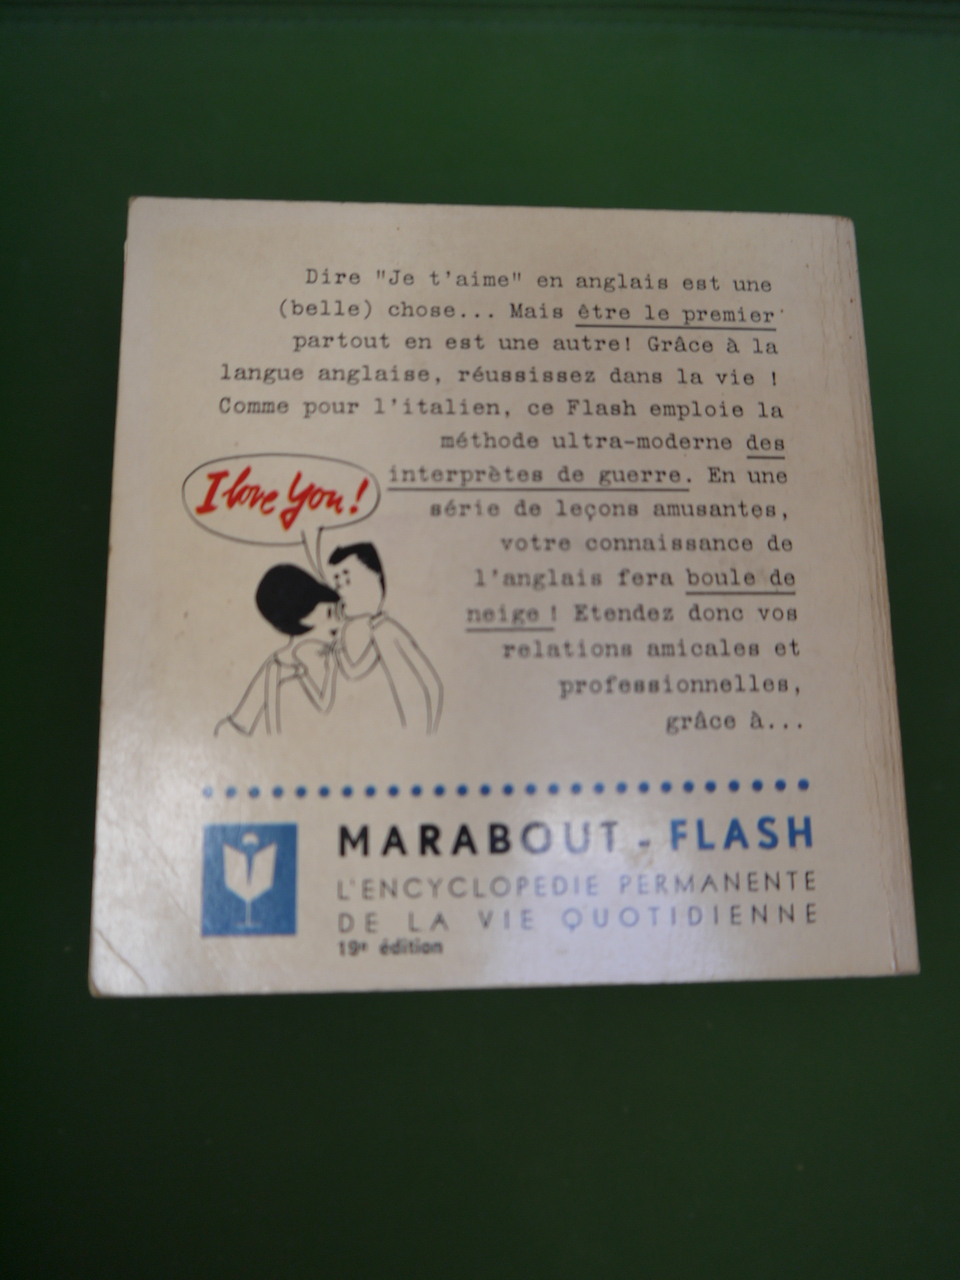 Dire "Je t'aime" en anglais est une
(belle) chose... Mais être le premier
partout en est une autre! Grâce à la
langue anglaise, réussissez dans la vie !
Comme pour l'italien, ce Flash emploie la
méthode ultra-moderne des
interprètes de guerre. En une
série de leçons amusantes,
votre connaissance de
l'anglais fera boule de
neige ! Etendez donc vos
relations amicales et
professionnelles,
grâce à...
I love You!
MARABOUT - FLASH
L'ENCYCLOPEDIE PERMANENTE
DE LA VIE QUOTIDIENNE
19e édition